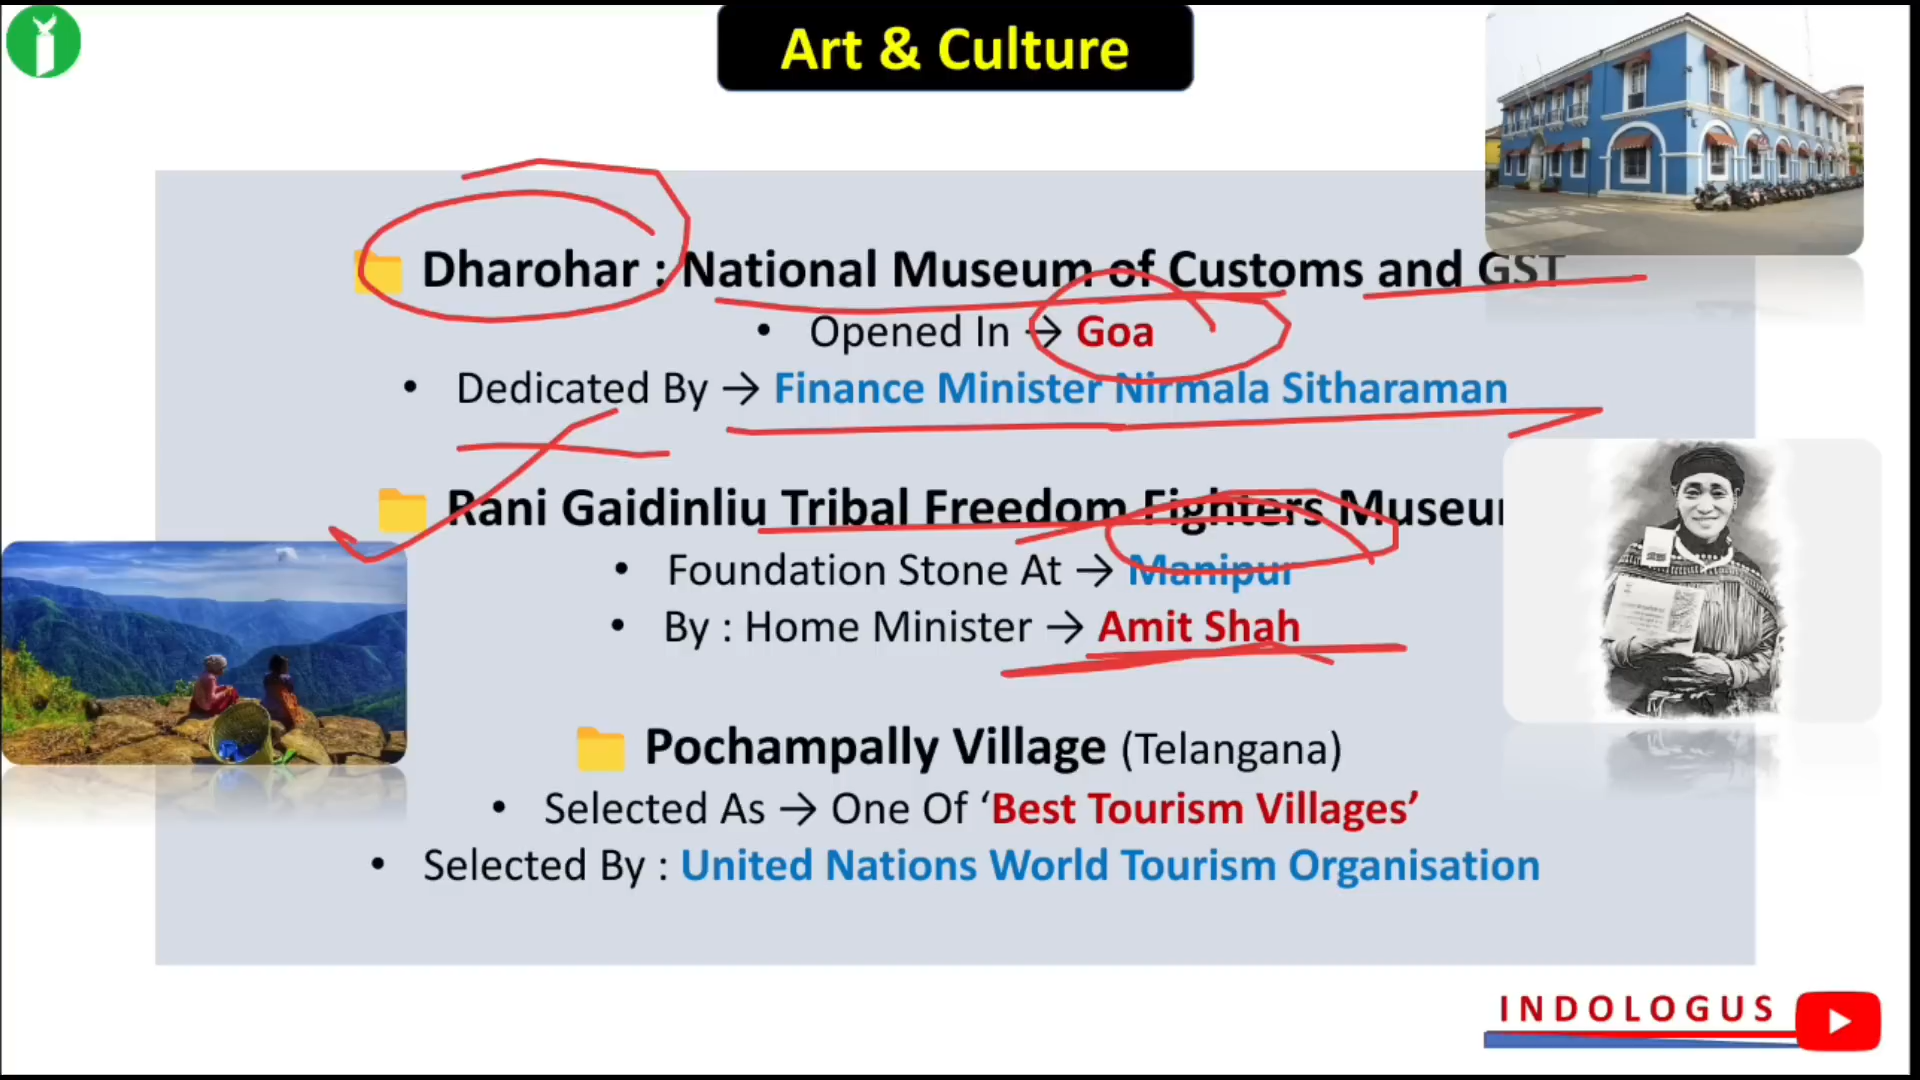 Art & Culture
Dharohar : National Museum of Customs and GST
• Opened In → Goa
• Dedicated By → Finance Minister Nirmala Sitharaman
Rani Gaidinliu Tribal Freedom Fighters Museu
• Foundation Stone At → Manipur
• By : Home Minister → Amit Shah
Pochampally Village (Telangana)
• Selected As → One Of ‘Best Tourism Villages’
• Selected By : United Nations World Tourism Organisation
INDOLOGUS